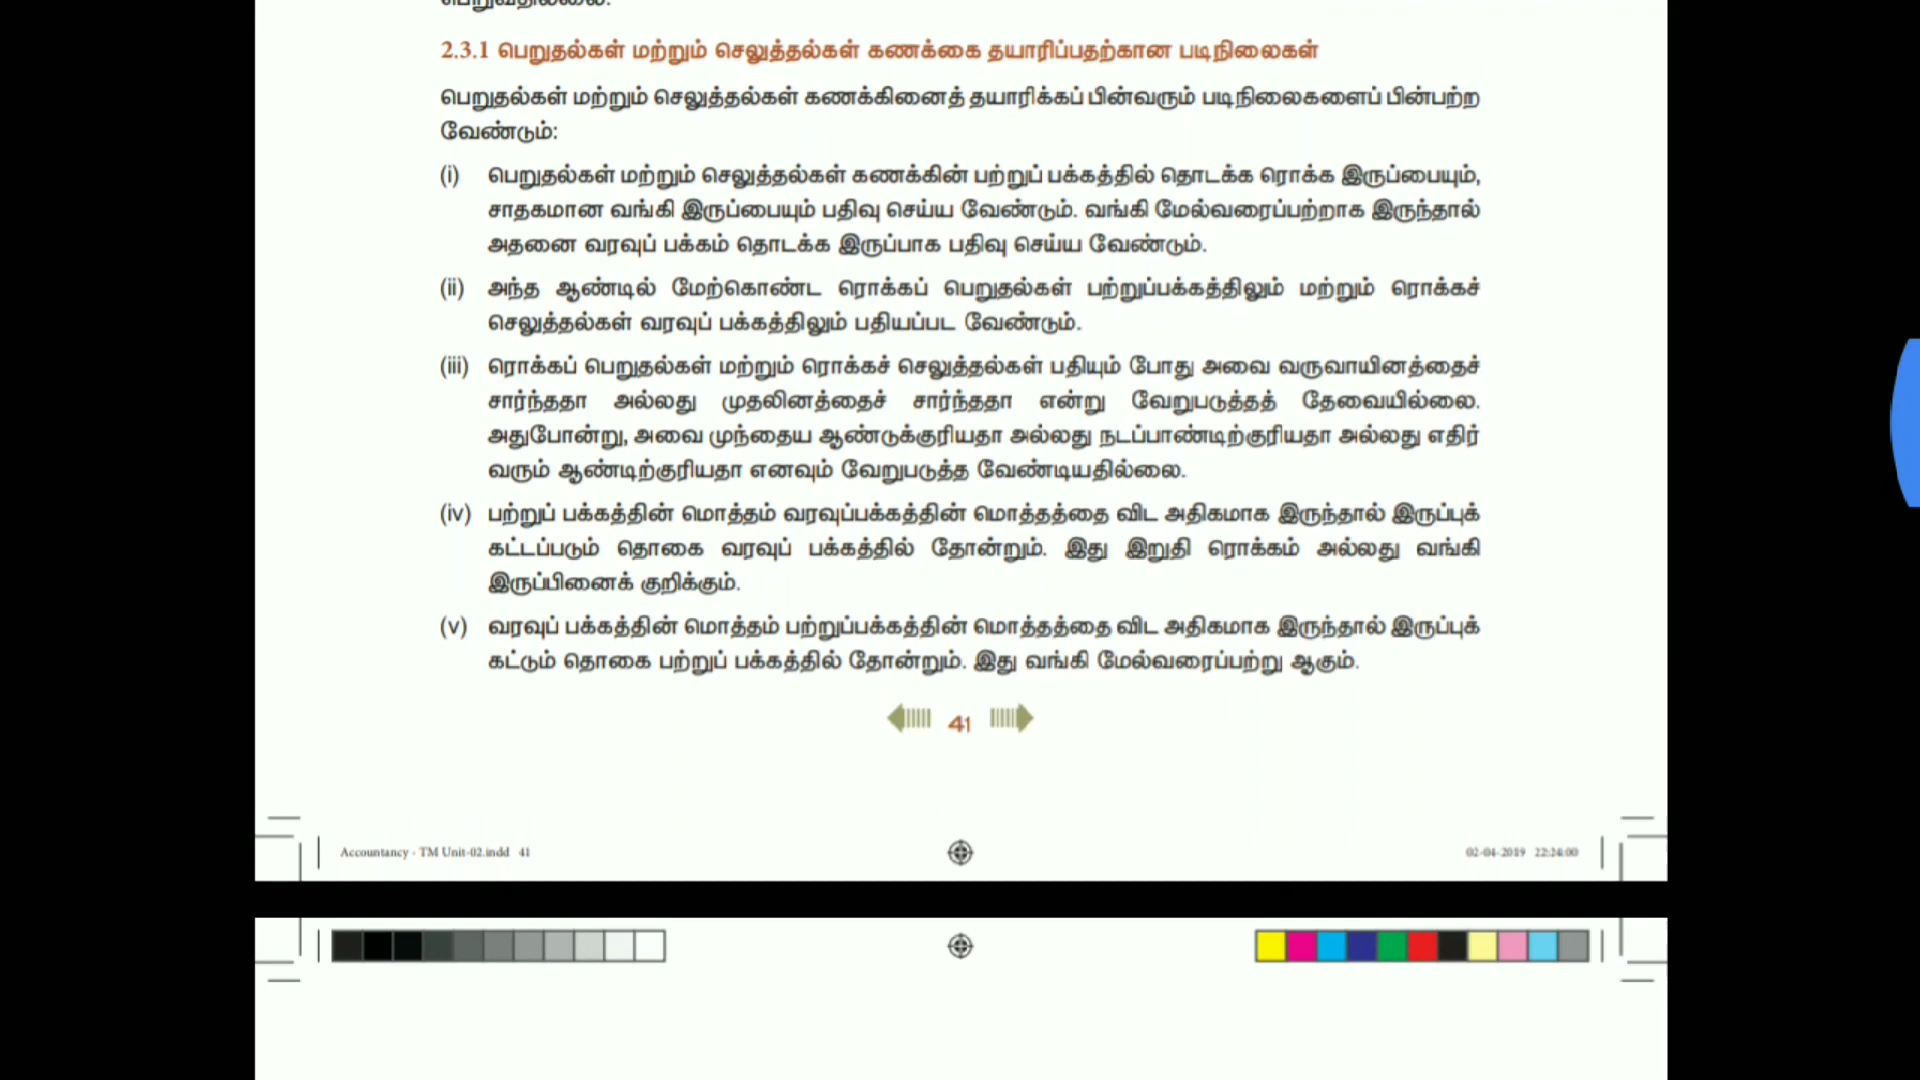 2.3.1 பெறுதல்கள் மற்றும் செலுத்தல்கள் கணக்கை தயாரிப்பதற்கான படிநிலைகள்
பெறுதல்கள் மற்றும் செலுத்தல்கள் கணக்கினைத் தயாரிக்கப் பின்வரும் படிநிலைகளைப் பின்பற்ற
வேண்டும்:
(i) பெறுதல்கள் மற்றும் செலுத்தல்கள் கணக்கின் பற்றுப் பக்கத்தில் தொடக்க ரொக்க இருப்பையும்,
சாதகமான வங்கி இருப்பையும் பதிவு செய்ய வேண்டும். வங்கி மேல்வரைப்பற்றாக இருந்தால்
அதனை வரவுப் பக்கம் தொடக்க இருப்பாக பதிவு செய்ய வேண்டும்.
(ii) அந்த ஆண்டில் மேற்கொண்ட ரொக்கப் பெறுதல்கள் பற்றுப்பக்கத்திலும் மற்றும் ரொக்கச்
செலுத்தல்கள் வரவுப் பக்கத்திலும் பதியப்பட வேண்டும்.
(iii) ரொக்கப் பெறுதல்கள் மற்றும் ரொக்கச் செலுத்தல்கள் பதியும் போது அவை வருவாயினத்தைச்
சார்ந்ததா அல்லது முதலினத்தைச் சார்ந்ததா என்று வேறுபடுத்தத் தேவையில்லை.
அதுபோன்று, அவை முந்தைய ஆண்டுக்குரியதா அல்லது நடப்பாண்டிற்குரியதா அல்லது எதிர்
வரும் ஆண்டிற்குரியதா எனவும் வேறுபடுத்த வேண்டியதில்லை.
(iv) பற்றுப் பக்கத்தின் மொத்தம் வரவுப்பக்கத்தின் மொத்தத்தை விட அதிகமாக இருந்தால் இருப்புக்
கட்டப்படும் தொகை வரவுப் பக்கத்தில் தோன்றும். இது இறுதி ரொக்கம் அல்லது வங்கி
இருப்பினைக் குறிக்கும்.
(v) வரவுப் பக்கத்தின் மொத்தம் பற்றுப்பக்கத்தின் மொத்தத்தை விட அதிகமாக இருந்தால் இருப்புக்
கட்டும் தொகை பற்றுப் பக்கத்தில் தோன்றும். இது வங்கி மேல்வரைப்பற்று ஆகும்.
41
Accountancy - TM Unit-02.indd 41
02-04-2019 22:24:00